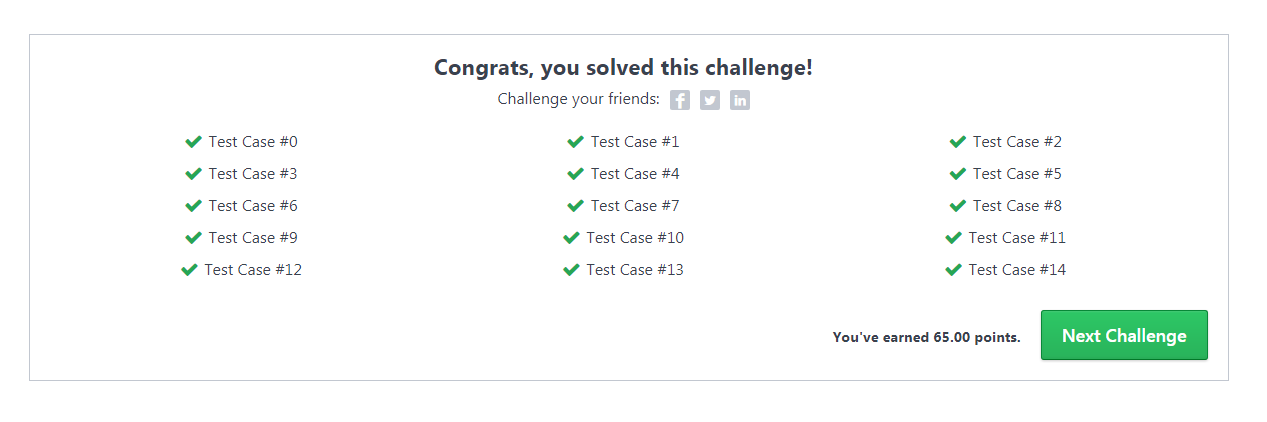 Congrats, you solved this challenge!
Challenge your friends:
Test Case #0 Test Case #1 Test Case #2
Test Case #3 Test Case #4 Test Case #5
Test Case #6 Test Case #7 Test Case #8
Test Case #9 Test Case #10 Test Case #11
Test Case #12 Test Case #13 Test Case #14
You've earned 65.00 points. Next Challenge